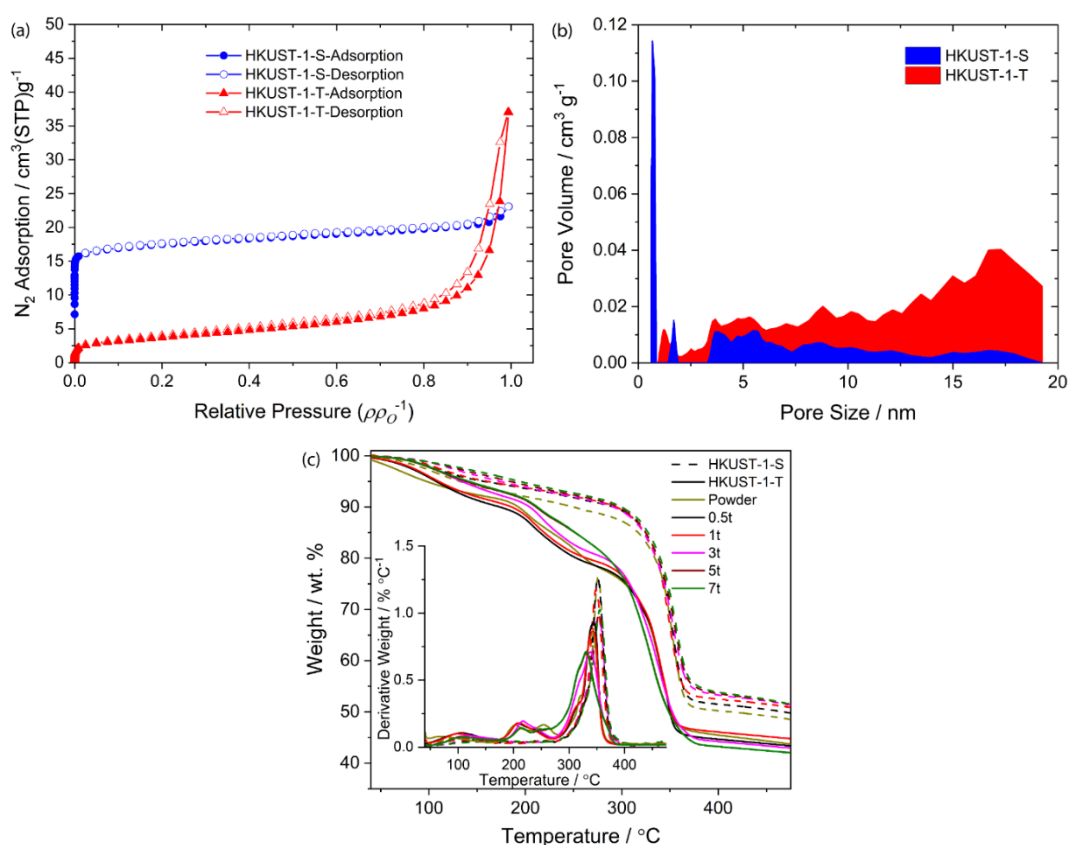 (a)
50
45
40
35
30
25
20
15
10
5
0
N₂ Adsorption / cm³(STP)g⁻¹
HKUST-1-S-Adsorption
HKUST-1-S-Desorption
HKUST-1-T-Adsorption
HKUST-1-T-Desorption
0.0 0.2 0.4 0.6 0.8 1.0
Relative Pressure (ρρ_O⁻¹)
(b)
0.12
0.10
0.08
0.06
0.04
0.02
0.00
Pore Volume / cm³ g⁻¹
HKUST-1-S
HKUST-1-T
0 5 10 15 20
Pore Size / nm
(c)
100
90
80
70
60
50
40
Weight / wt. %
HKUST-1-S
HKUST-1-T
Powder
0.5t
1t
3t
5t
7t
1.5
1.0
0.5
0.0
Derivative Weight / % °C⁻¹
100 200 300 400
Temperature / °C
100 200 300 400
Temperature / °C